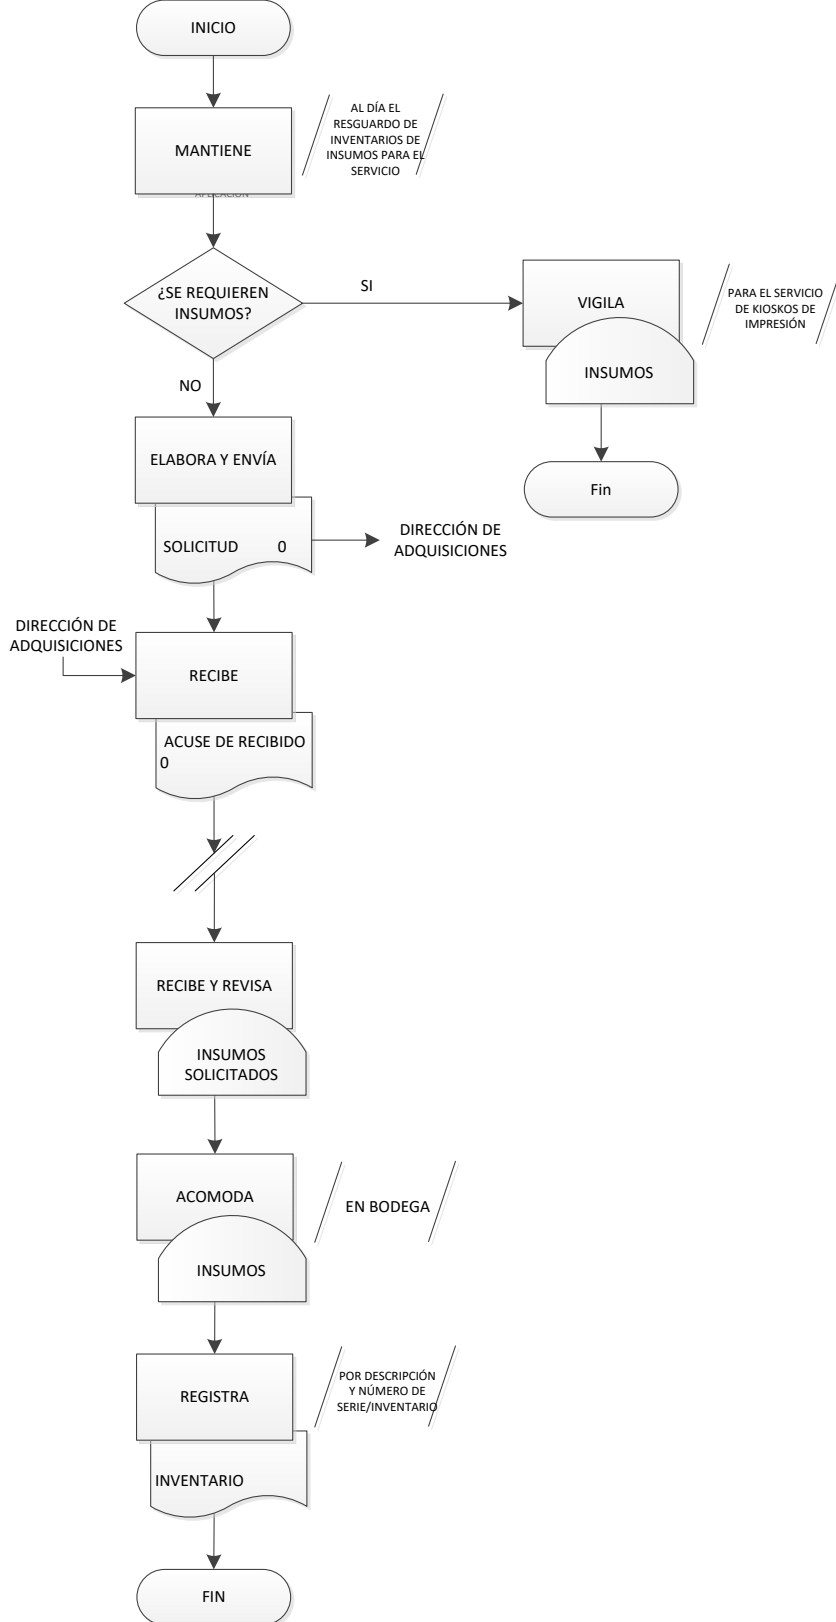 INICIO
MANTIENE
AL DÍA EL
RESGUARDO DE
INVENTARIOS DE
INSUMOS PARA EL
SERVICIO
APLICACIÓN
¿SE REQUIEREN
INSUMOS?
SI
VIGILA
PARA EL SERVICIO
DE KIOSKOS DE
IMPRESIÓN
INSUMOS
Fin
NO
ELABORA Y ENVÍA
SOLICITUD 0
DIRECCIÓN DE
ADQUISICIONES
DIRECCIÓN DE
ADQUISICIONES
RECIBE
ACUSE DE RECIBIDO
0
RECIBE Y REVISA
INSUMOS
SOLICITADOS
ACOMODA
EN BODEGA
INSUMOS
REGISTRA
POR DESCRIPCIÓN
Y NÚMERO DE
SERIE/INVENTARIO
INVENTARIO
FIN